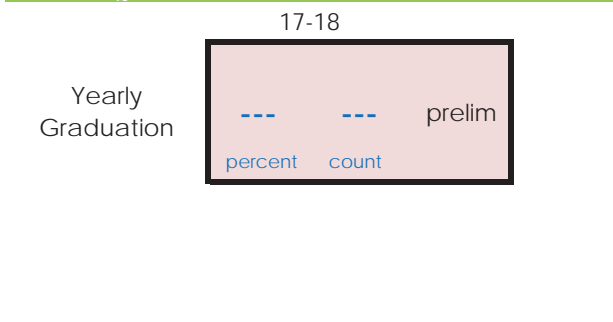 17-18
Yearly
Graduation
--- --- prelim
percent count